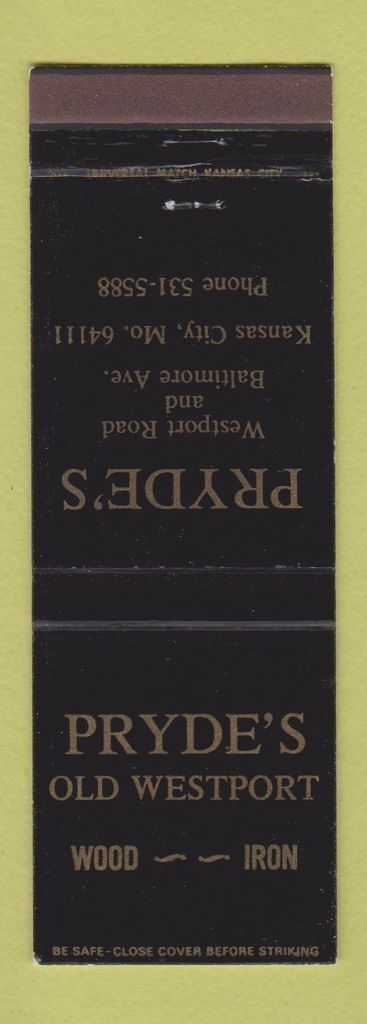 UNIVERSAL MATCH KANSAS CITY
PRYDE'S
Westport Road
and
Baltimore Ave.
Kansas City, Mo. 64111
Phone 531-5588
PRYDE'S
OLD WESTPORT
WOOD ~ ~ IRON
BE SAFE-CLOSE COVER BEFORE STRIKING